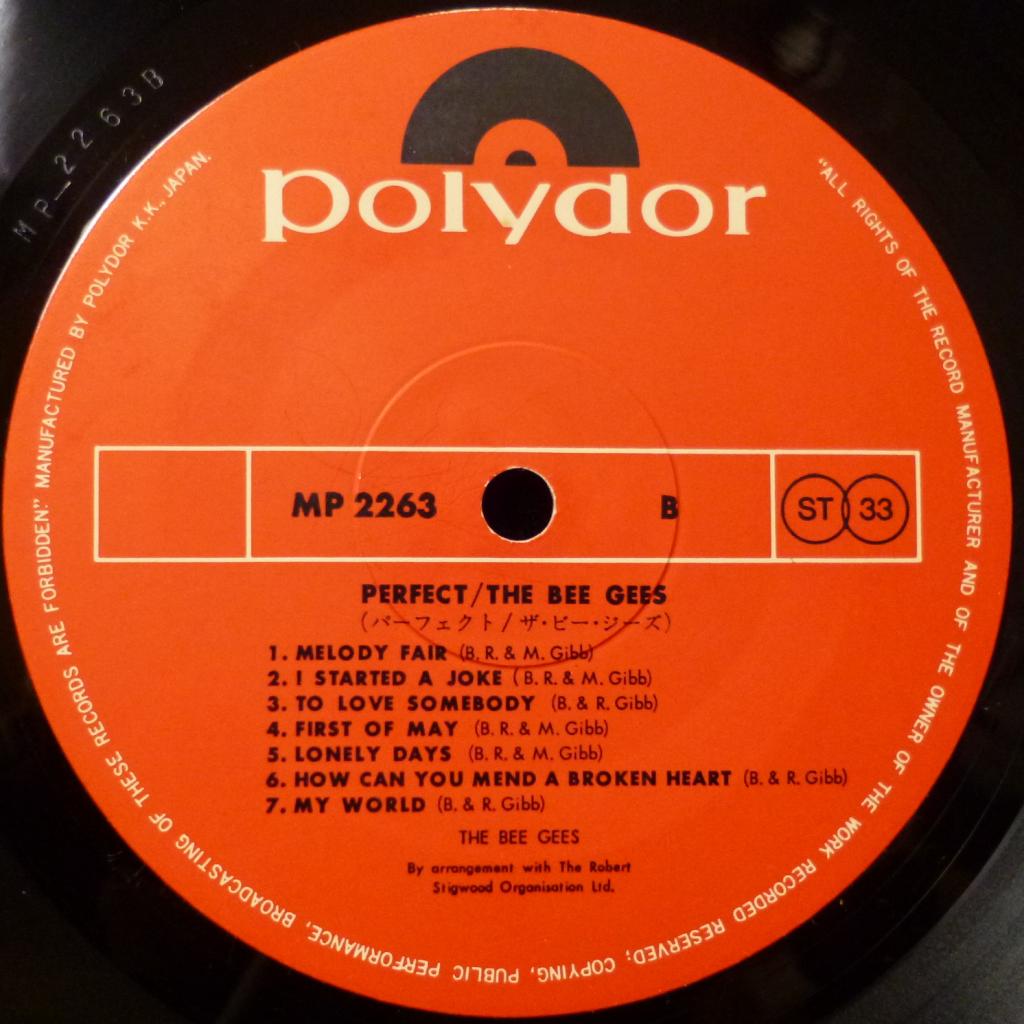 MP_2263B
polydor
"ALL RIGHTS OF THE RECORD MANUFACTURER AND OF THE OWNER OF THE WORK RECORDED RESERVED; COPYING, PUBLIC PERFORMANCE, BROADCASTING OF THESE RECORDS ARE FORBIDDEN." MANUFACTURED BY POLYDOR K.K., JAPAN.
MP 2263 B ST 33
PERFECT/THE BEE GEES
(パーフェクト/ザ・ビー・ジーズ)
1. MELODY FAIR (B. R. & M. Gibb)
2. I STARTED A JOKE (B. R. & M. Gibb)
3. TO LOVE SOMEBODY (B. & R. Gibb)
4. FIRST OF MAY (B. R. & M. Gibb)
5. LONELY DAYS (B. R. & M. Gibb)
6. HOW CAN YOU MEND A BROKEN HEART (B. & R. Gibb)
7. MY WORLD (B. & R. Gibb)
THE BEE GEES
By arrangement with The Robert
Stigwood Organisation Ltd.